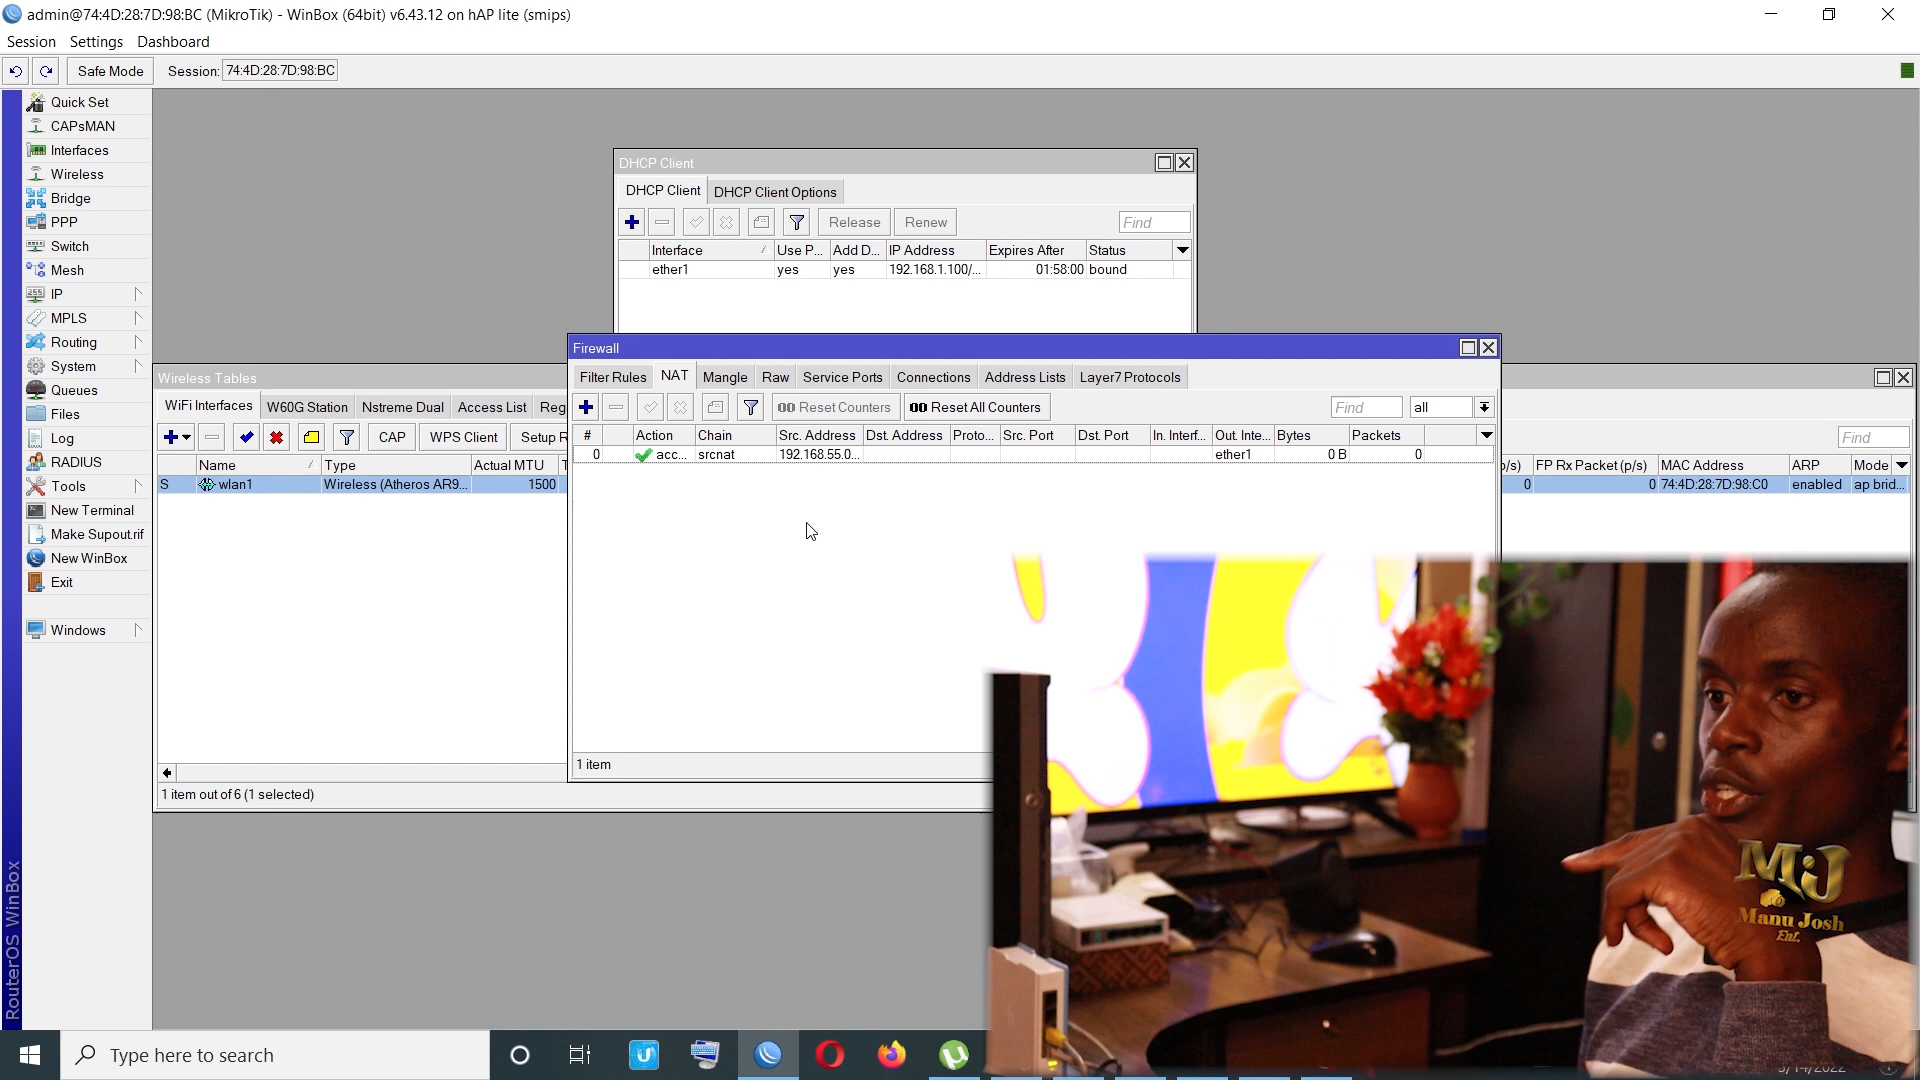 admin@74:4D:28:7D:98:BC (MikroTik) - WinBox (64bit) v6.43.12 on hAP lite (smips)
Session Settings Dashboard
Safe Mode Session: 74:4D:28:7D:98:BC
Quick Set
CAPsMAN
Interfaces
Wireless
Bridge
PPP
Switch
Mesh
IP
MPLS
Routing
System
Queues
Files
Log
RADIUS
Tools
New Terminal
Make Supout.rif
New WinBox
Exit
Windows
RouterOS WinBox
DHCP Client
DHCP Client DHCP Client Options
Release Renew Find
Interface Use P... Add D... IP Address Expires After Status
ether1 yes yes 192.168.1.100/... 01:58:00 bound
Wireless Tables
WiFi Interfaces W60G Station Nstreme Dual Access List Reg
CAP WPS Client Setup R
Name Type Actual MTU T
S wlan1 Wireless (Atheros AR9... 1500
1 item out of 6 (1 selected)
Firewall
Filter Rules NAT Mangle Raw Service Ports Connections Address Lists Layer7 Protocols
00 Reset Counters 00 Reset All Counters Find all
# Action Chain Src. Address Dst. Address Proto... Src. Port Dst. Port In. Interf... Out. Inte... Bytes Packets
0 acc... srcnat 192.168.55.0... ether1 0 B 0
1 item
Find
/s) FP Rx Packet (p/s) MAC Address ARP Mode
0 0 74:4D:28:7D:98:C0 enabled ap brid...
MJ
Manu Josh
Ent.
Type here to search
5/14/2022